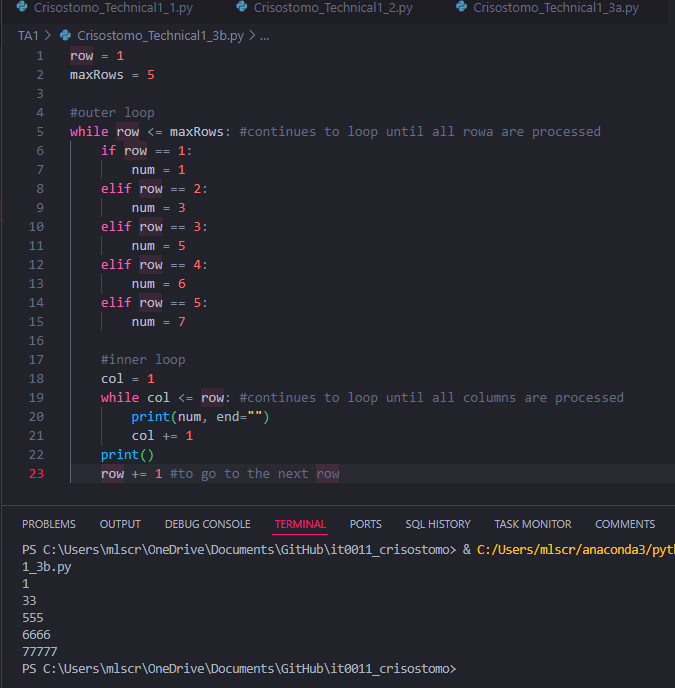 Crisostomo_Technical1_1.py Crisostomo_Technical1_2.py Crisostomo_Technical1_3a.py
TA1 > Crisostomo_Technical1_3b.py > ...
1 row = 1
2 maxRows = 5
3
4 #outer loop
5 while row <= maxRows: #continues to loop until all rowa are processed
6     if row == 1:
7         num = 1
8     elif row == 2:
9         num = 3
10     elif row == 3:
11         num = 5
12     elif row == 4:
13         num = 6
14     elif row == 5:
15         num = 7
16
17     #inner loop
18     col = 1
19     while col <= row: #continues to loop until all columns are processed
20         print(num, end="")
21         col += 1
22     print()
23     row += 1 #to go to the next row
PROBLEMS OUTPUT DEBUG CONSOLE TERMINAL PORTS SQL HISTORY TASK MONITOR COMMENTS
PS C:\Users\mlscr\OneDrive\Documents\GitHub\it0011_crisostomo> & C:/Users/mlscr/anaconda3/pyt
1_3b.py
1
33
555
6666
77777
PS C:\Users\mlscr\OneDrive\Documents\GitHub\it0011_crisostomo>